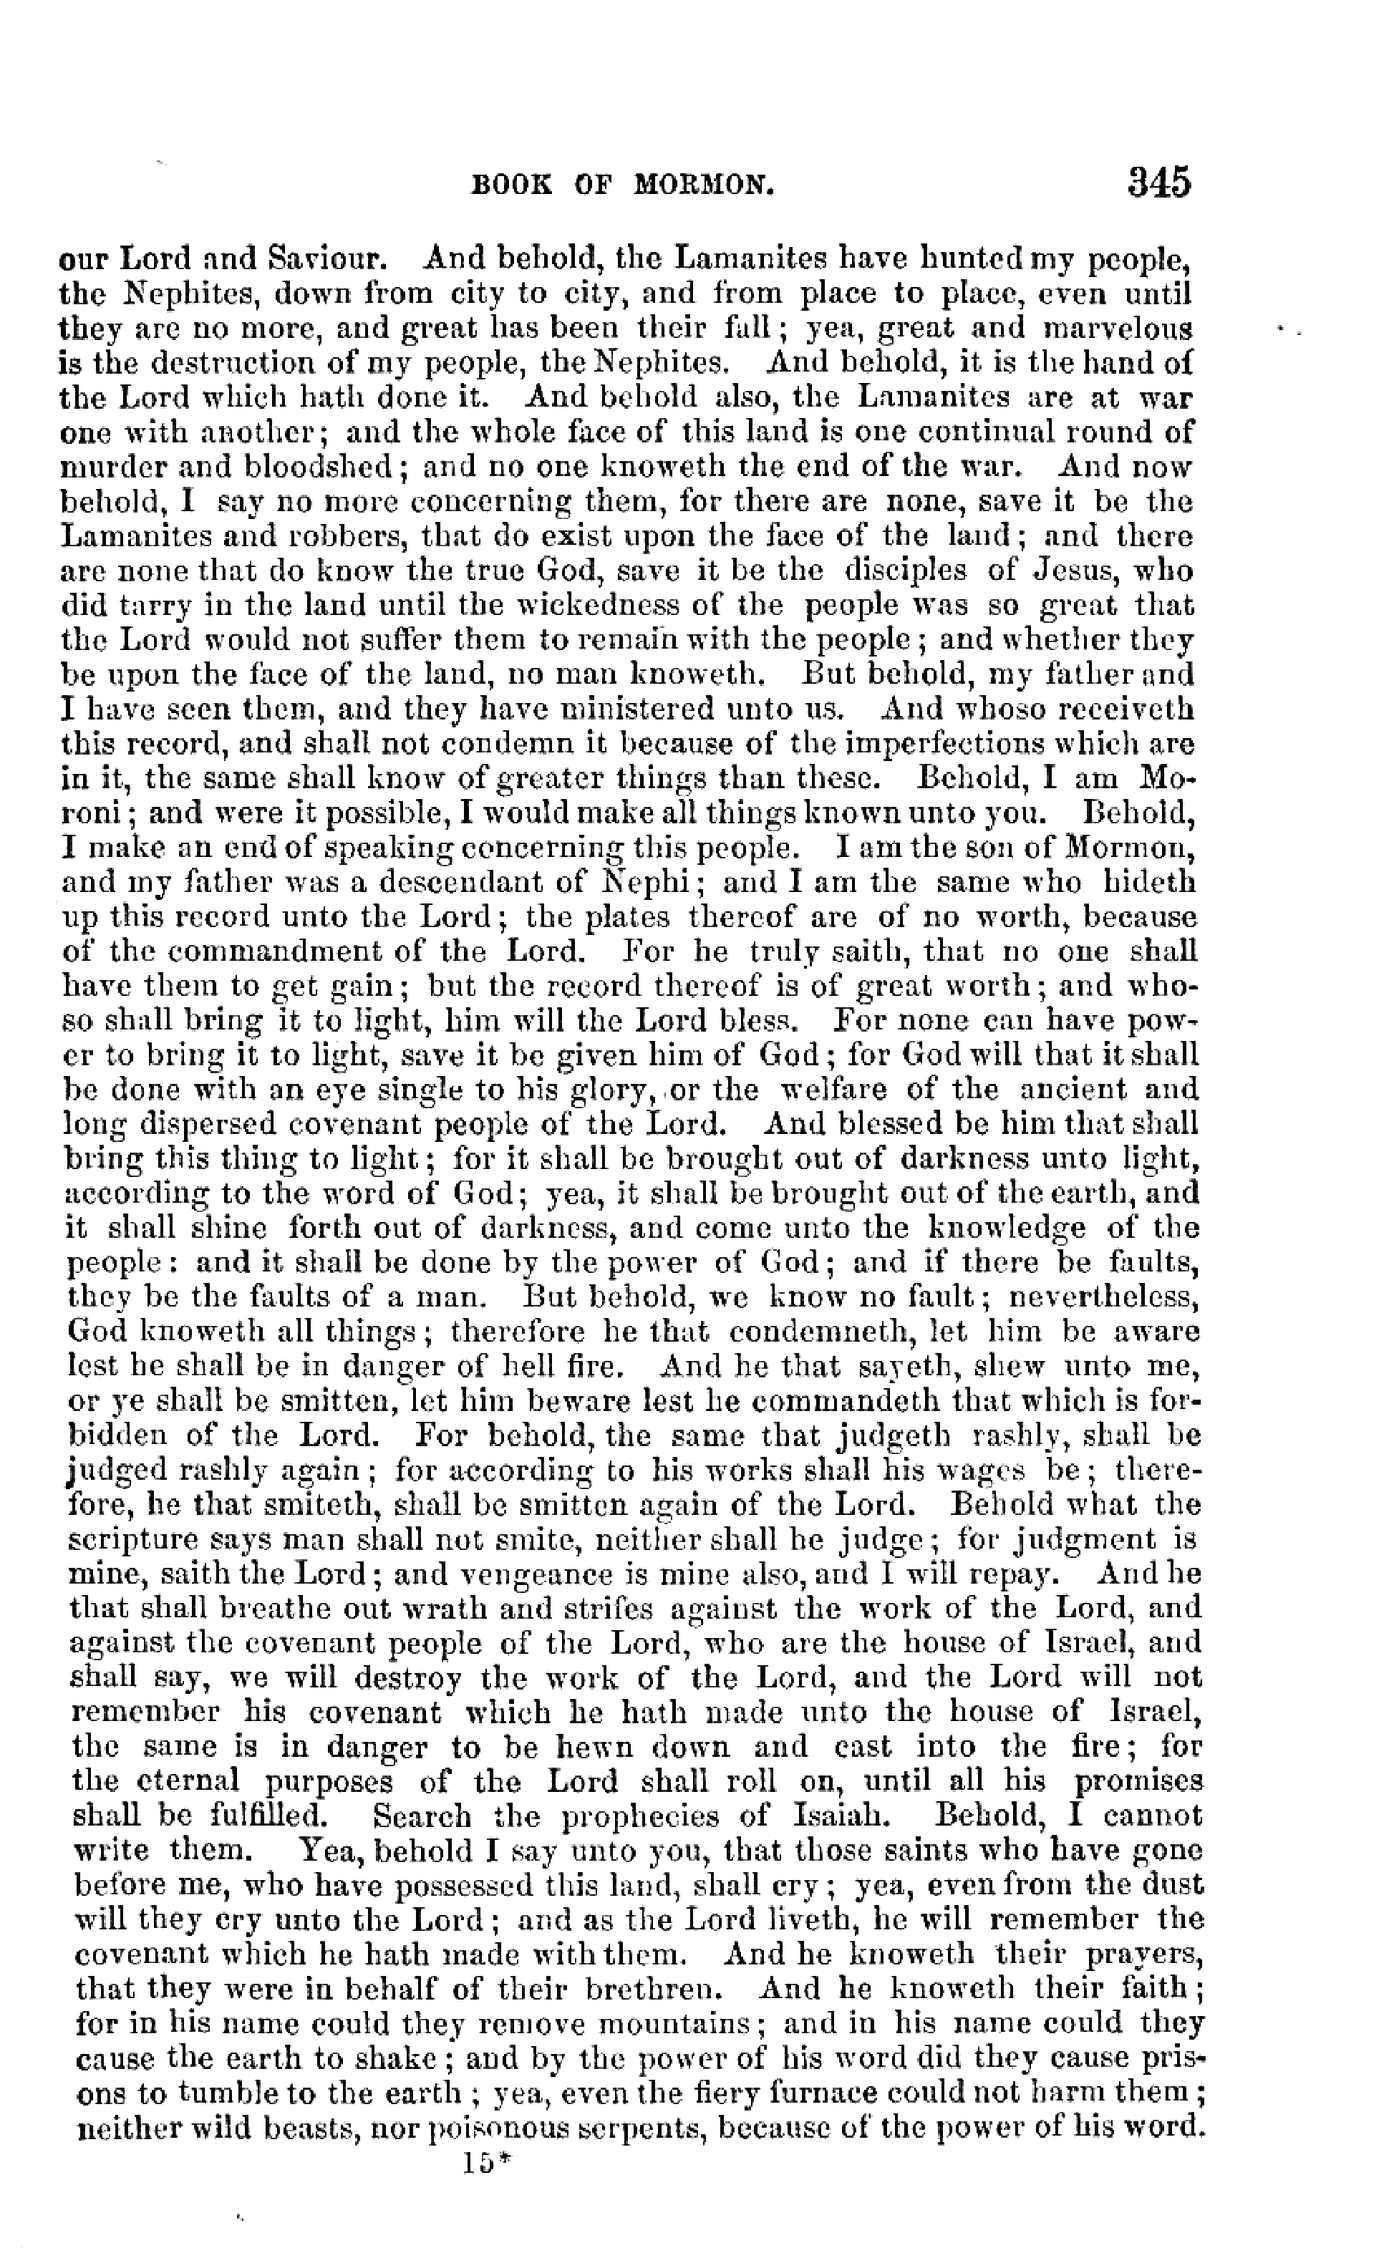 BOOK OF MORMON. 345
our Lord and Saviour. And behold, the Lamanites have hunted my people,
the Nephites, down from city to city, and from place to place, even until
they are no more, and great has been their fall; yea, great and marvelous
is the destruction of my people, the Nephites. And behold, it is the hand of
the Lord which hath done it. And behold also, the Lamanites are at war
one with another; and the whole face of this land is one continual round of
murder and bloodshed; and no one knoweth the end of the war. And now
behold, I say no more concerning them, for there are none, save it be the
Lamanites and robbers, that do exist upon the face of the land; and there
are none that do know the true God, save it be the disciples of Jesus, who
did tarry in the land until the wickedness of the people was so great that
the Lord would not suffer them to remain with the people; and whether they
be upon the face of the land, no man knoweth. But behold, my father and
I have seen them, and they have ministered unto us. And whoso receiveth
this record, and shall not condemn it because of the imperfections which are
in it, the same shall know of greater things than these. Behold, I am Mo-
roni; and were it possible, I would make all things known unto you. Behold,
I make an end of speaking concerning this people. I am the son of Mormon,
and my father was a descendant of Nephi; and I am the same who hideth
up this record unto the Lord; the plates thereof are of no worth, because
of the commandment of the Lord. For he truly saith, that no one shall
have them to get gain; but the record thereof is of great worth; and who-
so shall bring it to light, him will the Lord bless. For none can have pow-
er to bring it to light, save it be given him of God; for God will that it shall
be done with an eye single to his glory, or the welfare of the ancient and
long dispersed covenant people of the Lord. And blessed be him that shall
bring this thing to light; for it shall be brought out of darkness unto light,
according to the word of God; yea, it shall be brought out of the earth, and
it shall shine forth out of darkness, and come unto the knowledge of the
people: and it shall be done by the power of God; and if there be faults,
they be the faults of a man. But behold, we know no fault; nevertheless,
God knoweth all things; therefore he that condemneth, let him be aware
lest he shall be in danger of hell fire. And he that sayeth, shew unto me,
or ye shall be smitten, let him beware lest he commandeth that which is for-
bidden of the Lord. For behold, the same that judgeth rashly, shall be
judged rashly again; for according to his works shall his wages be; there-
fore, he that smiteth, shall be smitten again of the Lord. Behold what the
scripture says man shall not smite, neither shall he judge; for judgment is
mine, saith the Lord; and vengeance is mine also, and I will repay. And he
that shall breathe out wrath and strifes against the work of the Lord, and
against the covenant people of the Lord, who are the house of Israel, and
shall say, we will destroy the work of the Lord, and the Lord will not
remember his covenant which he hath made unto the house of Israel,
the same is in danger to be hewn down and cast into the fire; for
the eternal purposes of the Lord shall roll on, until all his promises
shall be fulfilled. Search the prophecies of Isaiah. Behold, I cannot
write them. Yea, behold I say unto you, that those saints who have gone
before me, who have possessed this land, shall cry; yea, even from the dust
will they cry unto the Lord; and as the Lord liveth, he will remember the
covenant which he hath made with them. And he knoweth their prayers,
that they were in behalf of their brethren. And he knoweth their faith;
for in his name could they remove mountains; and in his name could they
cause the earth to shake; and by the power of his word did they cause pris-
ons to tumble to the earth; yea, even the fiery furnace could not harm them;
neither wild beasts, nor poisonous serpents, because of the power of his word.
15*